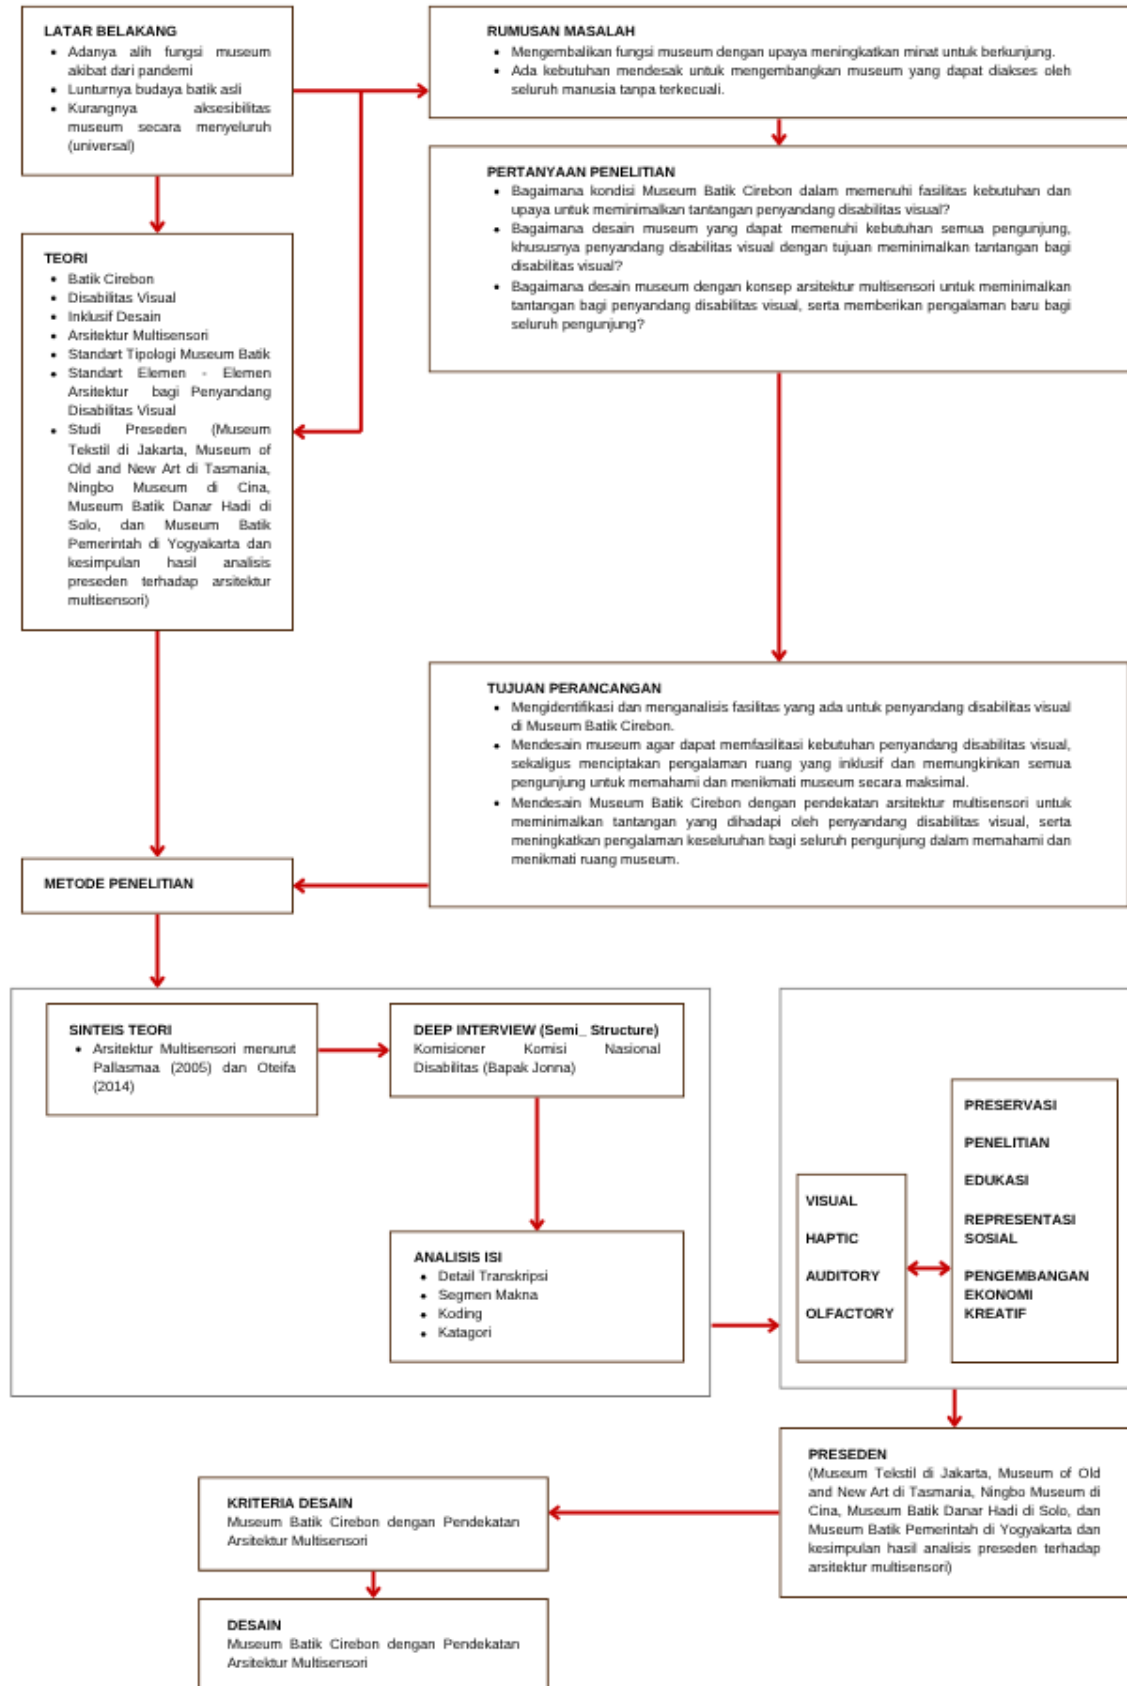 LATAR BELAKANG
• Adanya alih fungsi museum
akibat dari pandemi
• Lunturnya budaya batik asli
• Kurangnya aksesibilitas
museum secara menyeluruh
(universal)
RUMUSAN MASALAH
• Mengembalikan fungsi museum dengan upaya meningkatkan minat untuk berkunjung.
• Ada kebutuhan mendesak untuk mengembangkan museum yang dapat diakses oleh
seluruh manusia tanpa terkecuali.
PERTANYAAN PENELITIAN
• Bagaimana kondisi Museum Batik Cirebon dalam memenuhi fasilitas kebutuhan dan
upaya untuk meminimalkan tantangan penyandang disabilitas visual?
• Bagaimana desain museum yang dapat memenuhi kebutuhan semua pengunjung,
khususnya penyandang disabilitas visual dengan tujuan meminimalkan tantangan bagi
disabilitas visual?
• Bagaimana desain museum dengan konsep arsitektur multisensori untuk meminimalkan
tantangan bagi penyandang disabilitas visual, serta memberikan pengalaman baru bagi
seluruh pengunjung?
TEORI
• Batik Cirebon
• Disabilitas Visual
• Inklusif Desain
• Arsitektur Multisensori
• Standart Tipologi Museum Batik
• Standart Elemen - Elemen
Arsitektur bagi Penyandang
Disabilitas Visual
• Studi Preseden (Museum
Tekstil di Jakarta, Museum of
Old and New Art di Tasmania,
Ningbo Museum di Cina,
Museum Batik Danar Hadi di
Solo, dan Museum Batik
Pemerintah di Yogyakarta dan
kesimpulan hasil analisis
preseden terhadap arsitektur
multisensori)
TUJUAN PERANCANGAN
• Mengidentifikasi dan menganalisis fasilitas yang ada untuk penyandang disabilitas visual
di Museum Batik Cirebon.
• Mendesain museum agar dapat memfasilitasi kebutuhan penyandang disabilitas visual,
sekaligus menciptakan pengalaman ruang yang inklusif dan memungkinkan semua
pengunjung untuk memahami dan menikmati museum secara maksimal.
• Mendesain Museum Batik Cirebon dengan pendekatan arsitektur multisensori untuk
meminimalkan tantangan yang dihadapi oleh penyandang disabilitas visual, serta
meningkatkan pengalaman keseluruhan bagi seluruh pengunjung dalam memahami dan
menikmati ruang museum.
METODE PENELITIAN
SINTEIS TEORI
• Arsitektur Multisensori menurut
Pallasmaa (2005) dan Oteifa
(2014)
DEEP INTERVIEW (Semi_ Structure)
Komisioner Komisi Nasional
Disabilitas (Bapak Jonna)
ANALISIS ISI
• Detail Transkripsi
• Segmen Makna
• Koding
• Katagori
VISUAL
HAPTIC
AUDITORY
OLFACTORY
PRESERVASI
PENELITIAN
EDUKASI
REPRESENTASI
SOSIAL
PENGEMBANGAN
EKONOMI
KREATIF
PRESEDEN
(Museum Tekstil di Jakarta, Museum of Old
and New Art di Tasmania, Ningbo Museum di
Cina, Museum Batik Danar Hadi di Solo, dan
Museum Batik Pemerintah di Yogyakarta dan
kesimpulan hasil analisis preseden terhadap
arsitektur multisensori)
KRITERIA DESAIN
Museum Batik Cirebon dengan Pendekatan
Arsitektur Multisensori
DESAIN
Museum Batik Cirebon dengan Pendekatan
Arsitektur Multisensori